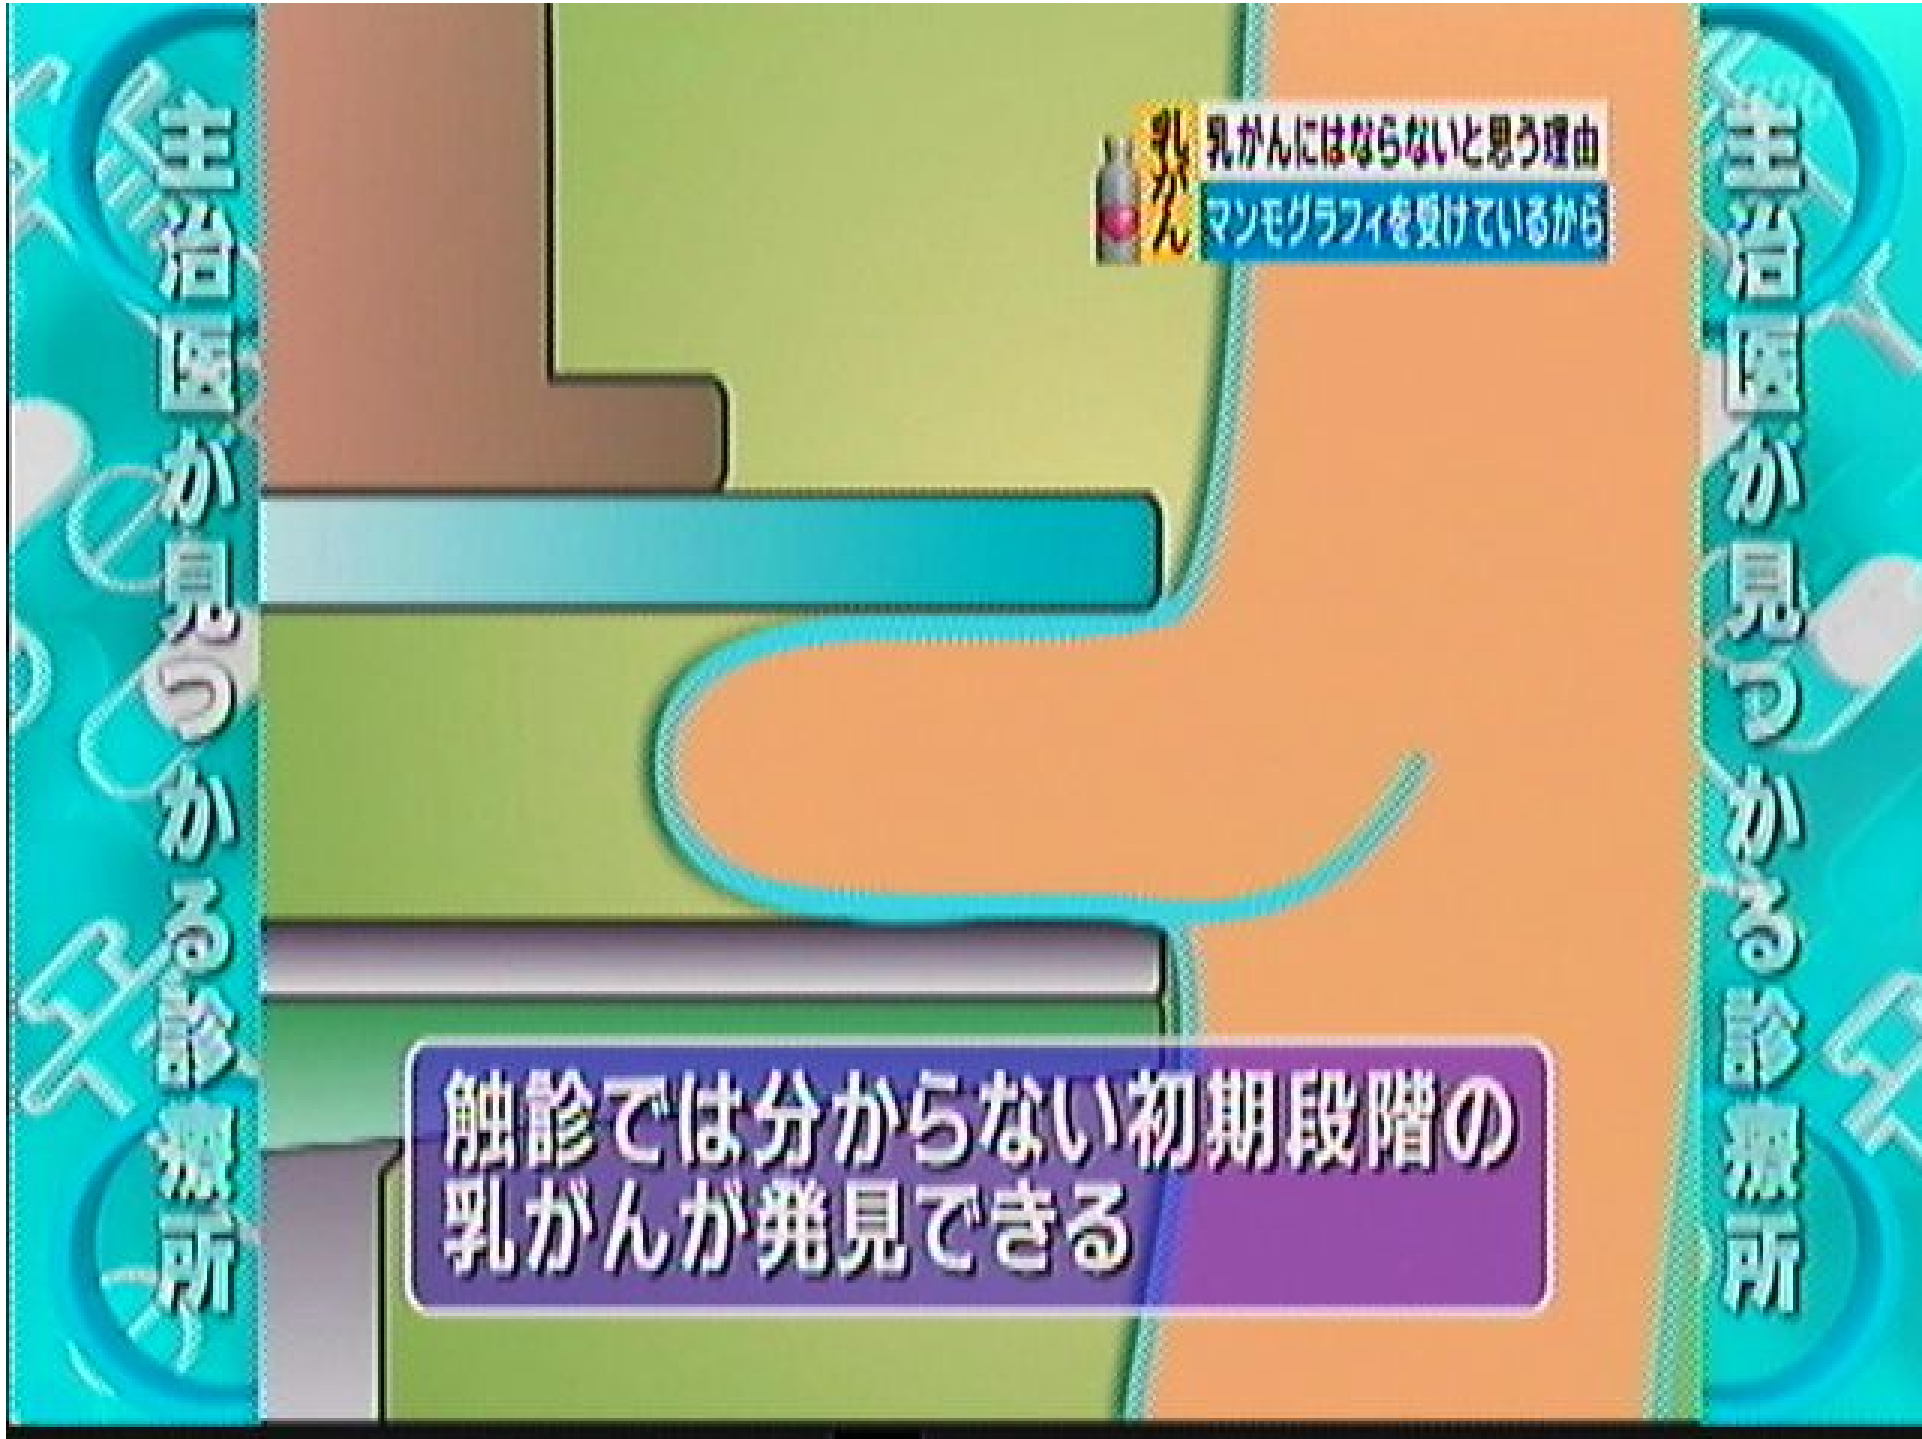 主治医が見つかる診療所
乳がん
乳がんにはならないと思う理由
マンモグラフィを受けているから
触診では分からない初期段階の
乳がんが発見できる
主治医が見つかる診療所